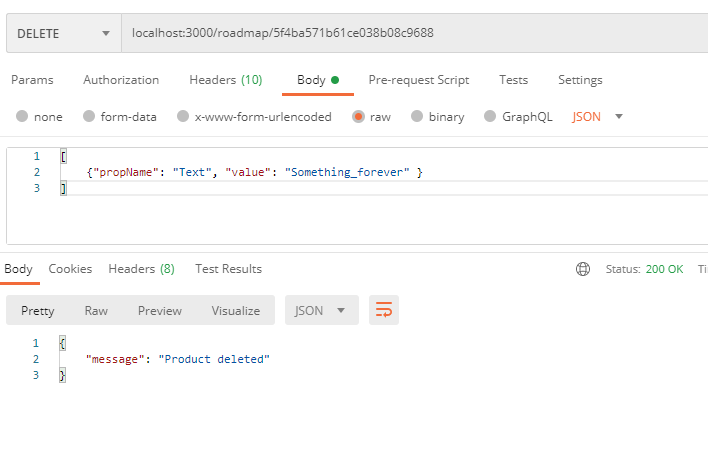 DELETE localhost:3000/roadmap/5f4ba571b61ce038b08c9688
Params Authorization Headers (10) Body Pre-request Script Tests Settings
none form-data x-www-form-urlencoded raw binary GraphQL JSON
1 [
2 {"propName": "Text", "value": "Something_forever" }
3 ]
Body Cookies Headers (8) Test Results Status: 200 OK Ti
Pretty Raw Preview Visualize JSON
1 {
2 "message": "Product deleted"
3 }